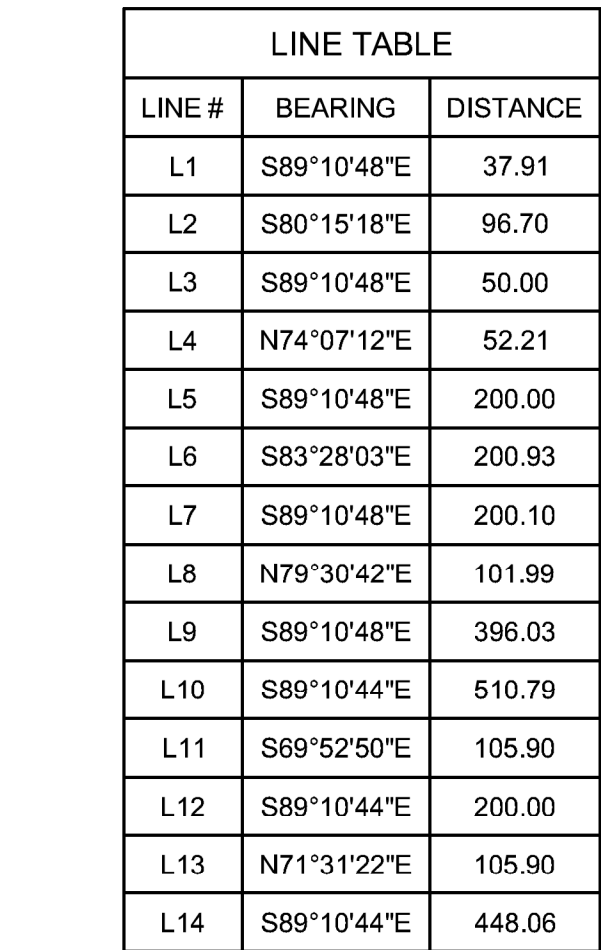 LINE TABLE
LINE # BEARING DISTANCE
L1 S89°10'48"E 37.91
L2 S80°15'18"E 96.70
L3 S89°10'48"E 50.00
L4 N74°07'12"E 52.21
L5 S89°10'48"E 200.00
L6 S83°28'03"E 200.93
L7 S89°10'48"E 200.10
L8 N79°30'42"E 101.99
L9 S89°10'48"E 396.03
L10 S89°10'44"E 510.79
L11 S69°52'50"E 105.90
L12 S89°10'44"E 200.00
L13 N71°31'22"E 105.90
L14 S89°10'44"E 448.06